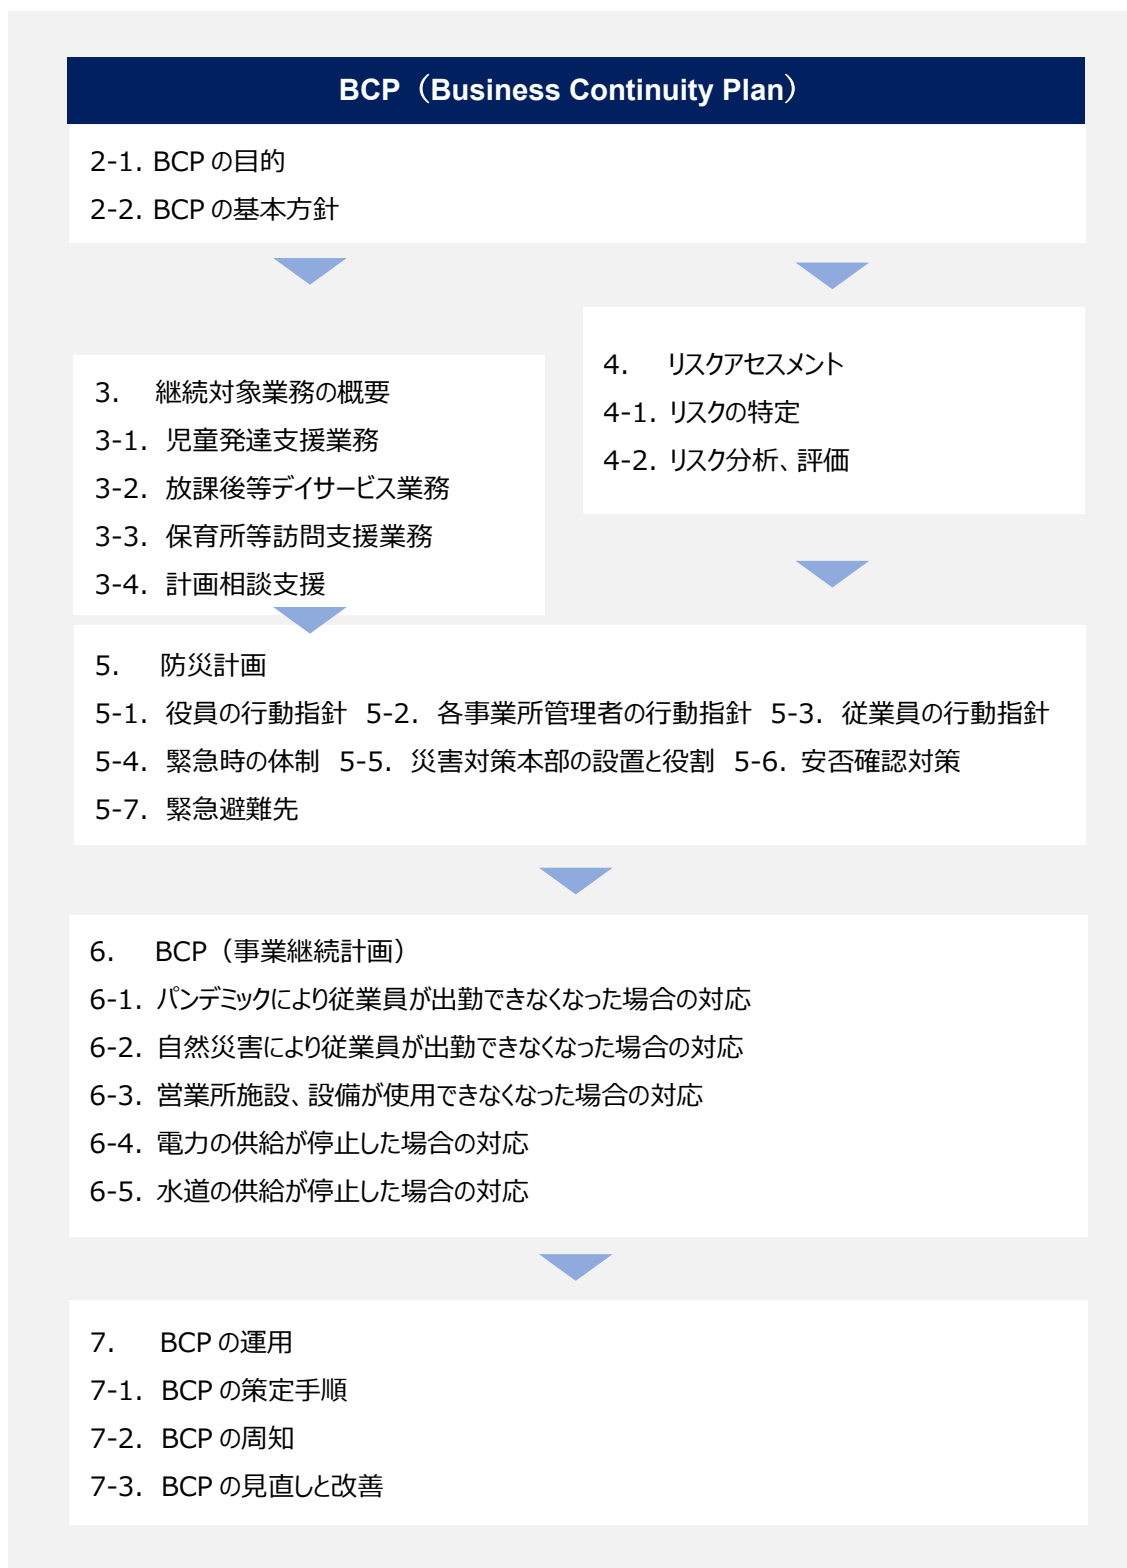 BCP（Business Continuity Plan）
2-1. BCP の目的
2-2. BCP の基本方針
3. 継続対象業務の概要
3-1. 児童発達支援業務
3-2. 放課後等デイサービス業務
3-3. 保育所等訪問支援業務
3-4. 計画相談支援
4. リスクアセスメント
4-1. リスクの特定
4-2. リスク分析、評価
5. 防災計画
5-1. 役員の行動指針 5-2. 各事業所管理者の行動指針 5-3. 従業員の行動指針
5-4. 緊急時の体制 5-5. 災害対策本部の設置と役割 5-6. 安否確認対策
5-7. 緊急避難先
6. BCP（事業継続計画）
6-1. パンデミックにより従業員が出勤できなくなった場合の対応
6-2. 自然災害により従業員が出勤できなくなった場合の対応
6-3. 営業所施設、設備が使用できなくなった場合の対応
6-4. 電力の供給が停止した場合の対応
6-5. 水道の供給が停止した場合の対応
7. BCP の運用
7-1. BCP の策定手順
7-2. BCP の周知
7-3. BCP の見直しと改善